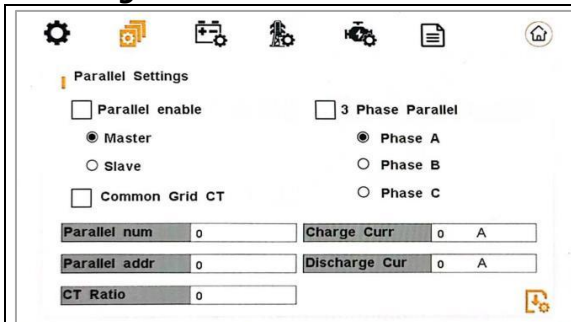 Parallel Settings
Parallel enable
3 Phase Parallel
Master
Phase A
Slave
Phase B
Common Grid CT
Phase C
Parallel num 0
Charge Curr 0 A
Parallel addr 0
Discharge Cur 0 A
CT Ratio 0